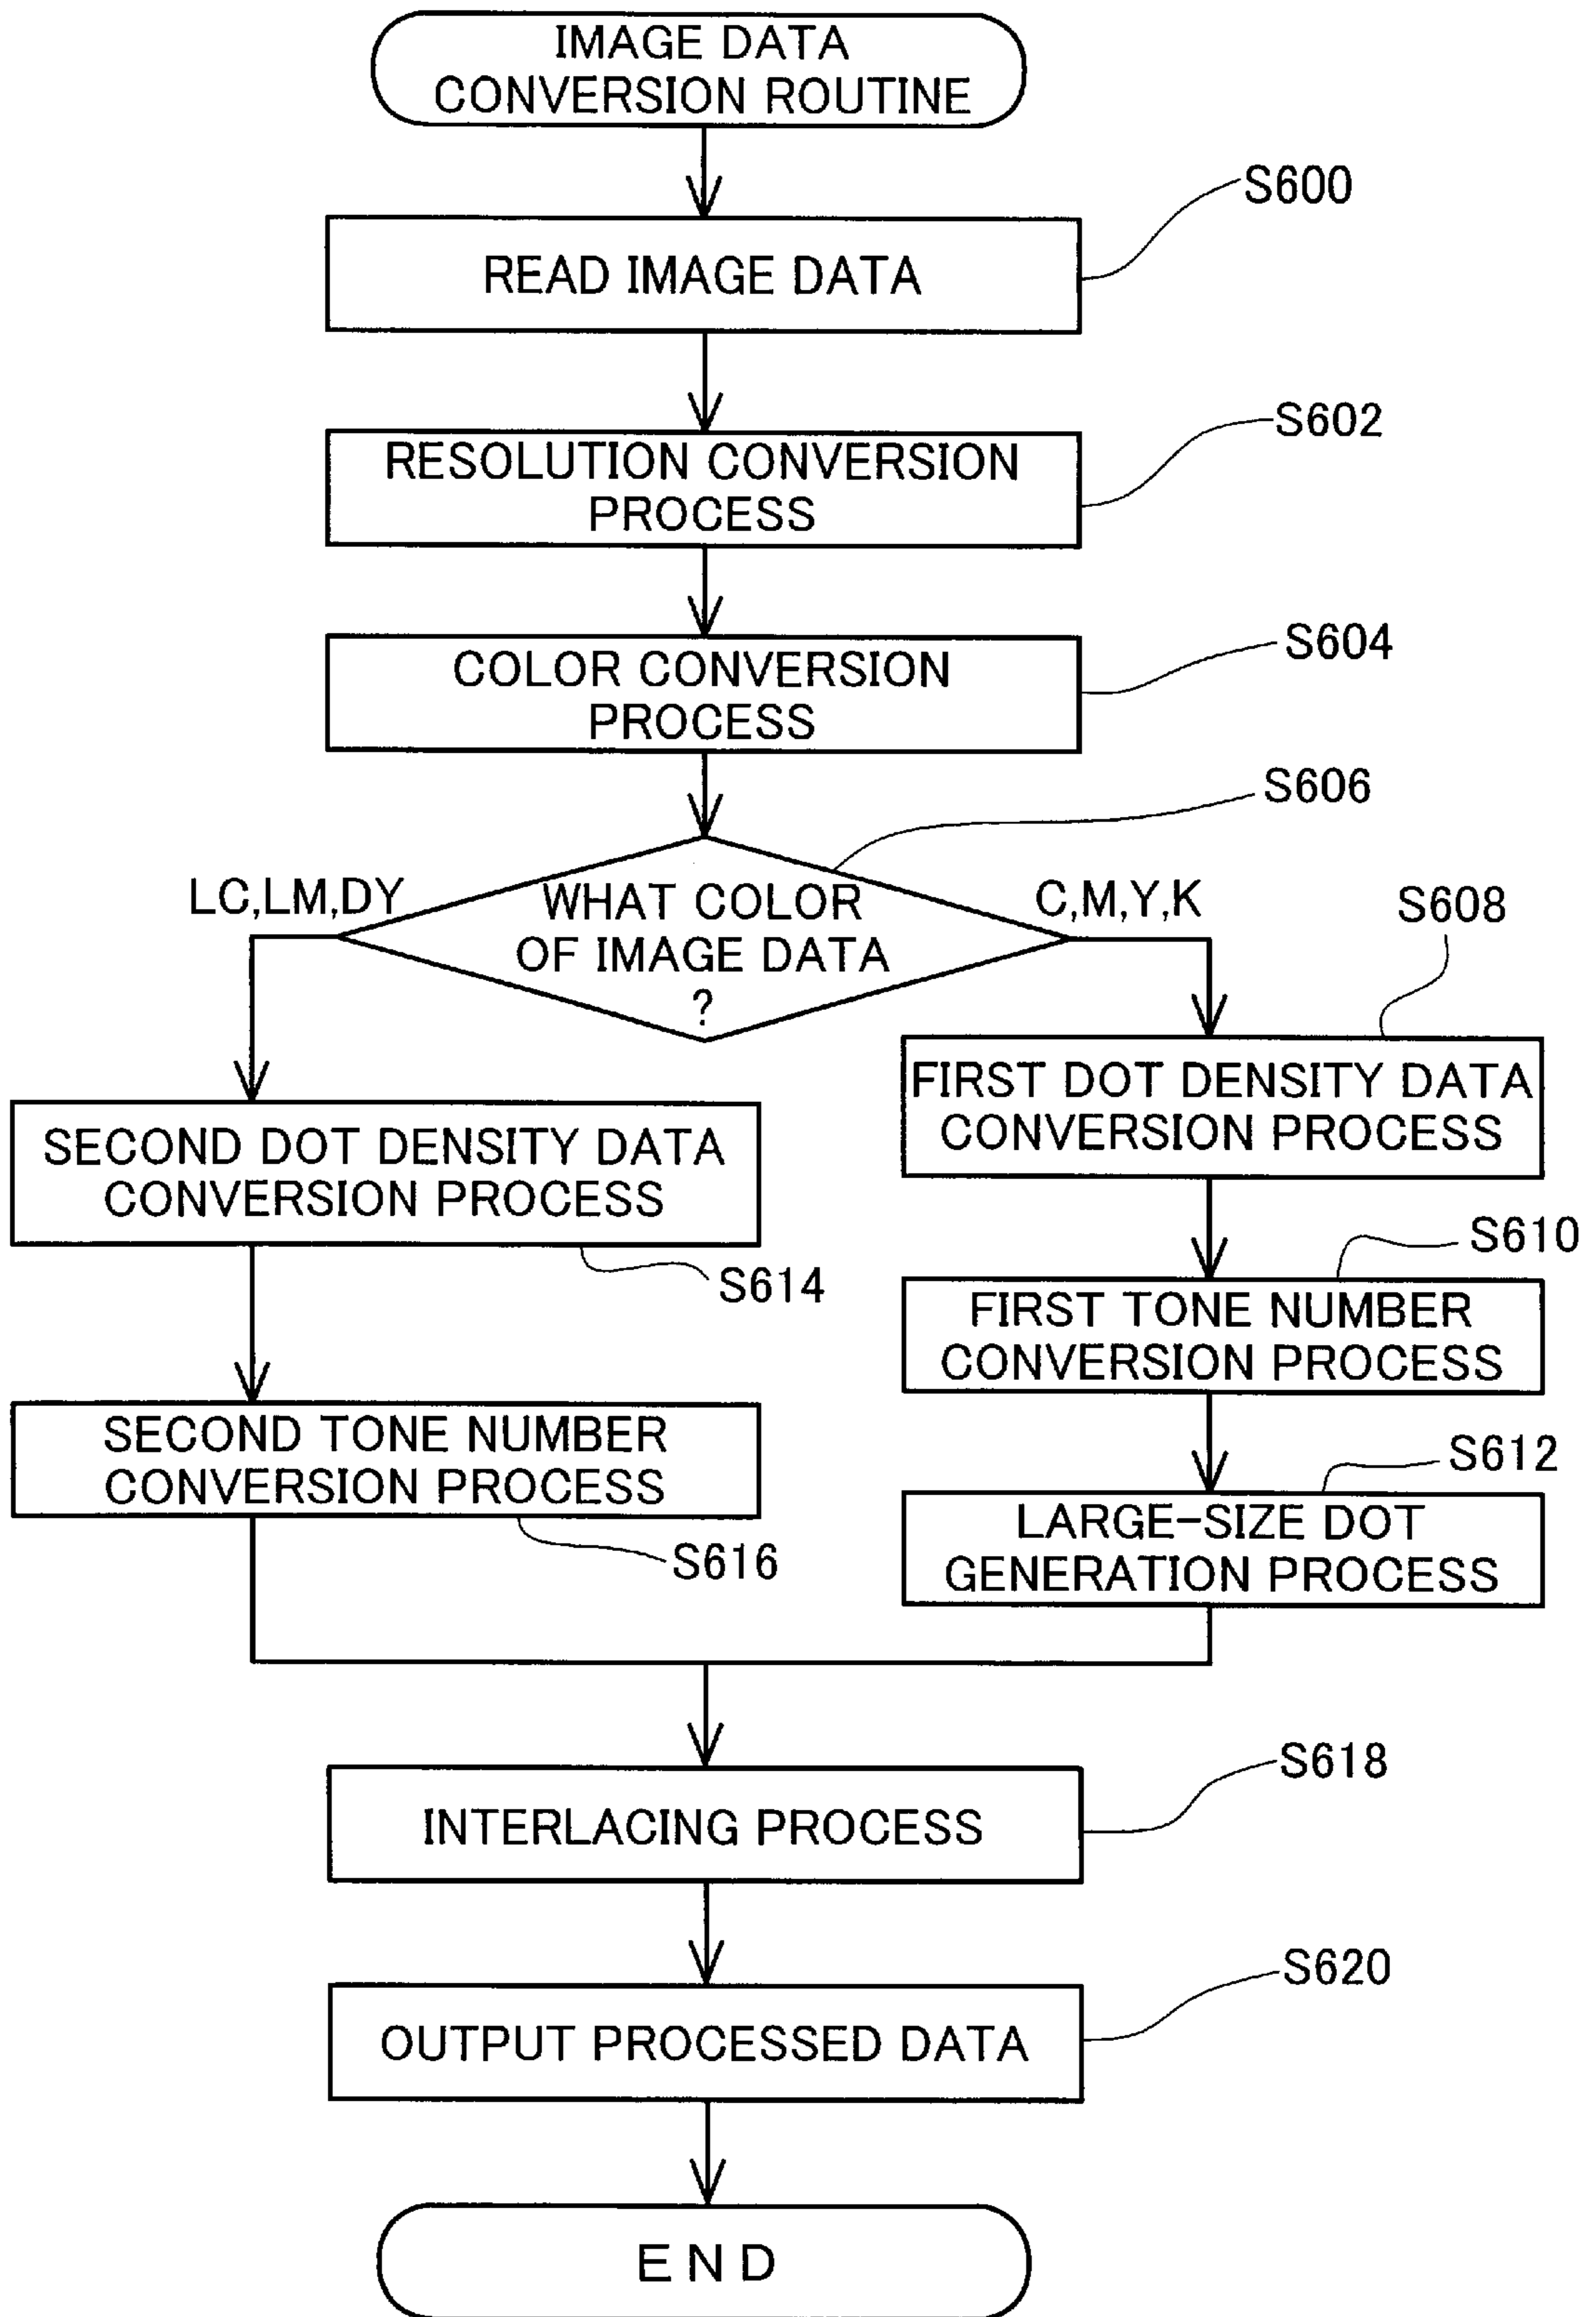 IMAGE DATA
CONVERSION ROUTINE
S600
READ IMAGE DATA
S602
RESOLUTION CONVERSION
PROCESS
S604
COLOR CONVERSION
PROCESS
S606
LC,LM,DY
WHAT COLOR
OF IMAGE DATA
?
C,M,Y,K
S608
FIRST DOT DENSITY DATA
CONVERSION PROCESS
SECOND DOT DENSITY DATA
CONVERSION PROCESS
S614
S610
FIRST TONE NUMBER
CONVERSION PROCESS
SECOND TONE NUMBER
CONVERSION PROCESS
S616
S612
LARGE-SIZE DOT
GENERATION PROCESS
S618
INTERLACING PROCESS
S620
OUTPUT PROCESSED DATA
END